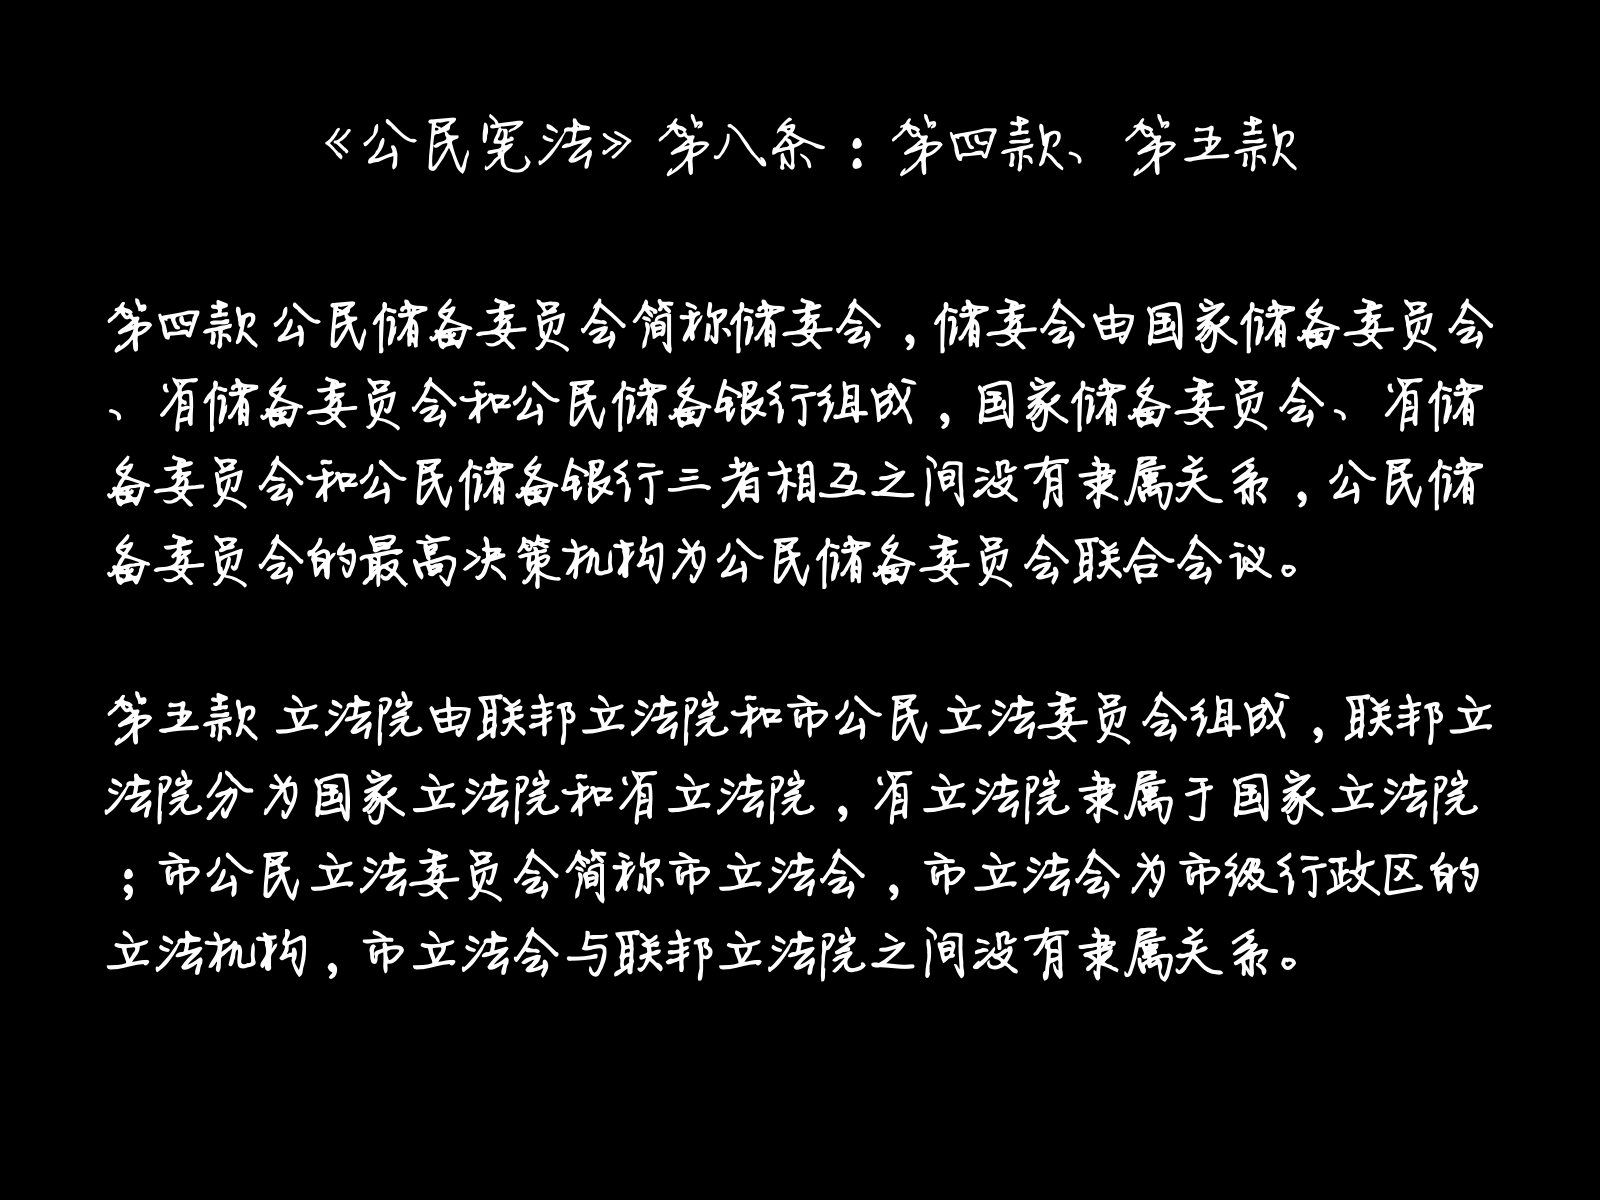 《公民宪法》第八条：第四款、第五款
第四款 公民储备委员会简称储委会，储委会由国家储备委员会
、省储备委员会和公民储备银行组成，国家储备委员会、省储
备委员会和公民储备银行三者相互之间没有隶属关系，公民储
备委员会的最高决策机构为公民储备委员会联合会议。
第五款 立法院由联邦立法院和市公民立法委员会组成，联邦立
法院分为国家立法院和省立法院，省立法院隶属于国家立法院
；市公民立法委员会简称市立法会，市立法会为市级行政区的
立法机构，市立法会与联邦立法院之间没有隶属关系。